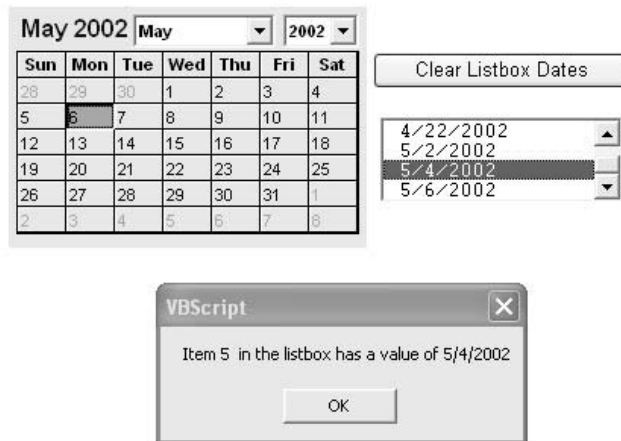 May 2002 May 2002
Sun Mon Tue Wed Thu Fri Sat
28 29 30 1 2 3 4
5 6 7 8 9 10 11
12 13 14 15 16 17 18
19 20 21 22 23 24 25
26 27 28 29 30 31 1
2 3 4 5 6 7 8
Clear Listbox Dates
4/22/2002
5/2/2002
5/4/2002
5/6/2002
VBScript
Item 5 in the listbox has a value of 5/4/2002
OK